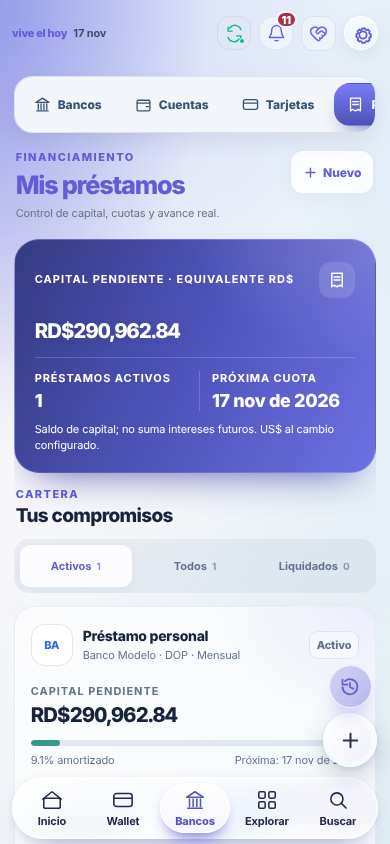 vive el hoy 17 nov
11
Bancos
Cuentas
Tarjetas
FINANCIAMIENTO
Mis préstamos
Nuevo
Control de capital, cuotas y avance real.
CAPITAL PENDIENTE · EQUIVALENTE RD$
RD$290,962.84
PRÉSTAMOS ACTIVOS
1
PRÓXIMA CUOTA
17 nov de 2026
Saldo de capital; no suma intereses futuros. US$ al cambio
configurado.
CARTERA
Tus compromisos
Activos 1
Todos 1
Liquidados 0
BA
Préstamo personal
Banco Modelo · DOP · Mensual
Activo
CAPITAL PENDIENTE
RD$290,962.84
9.1% amortizado
Próxima: 17 nov de
Inicio
Wallet
Bancos
Explorar
Buscar